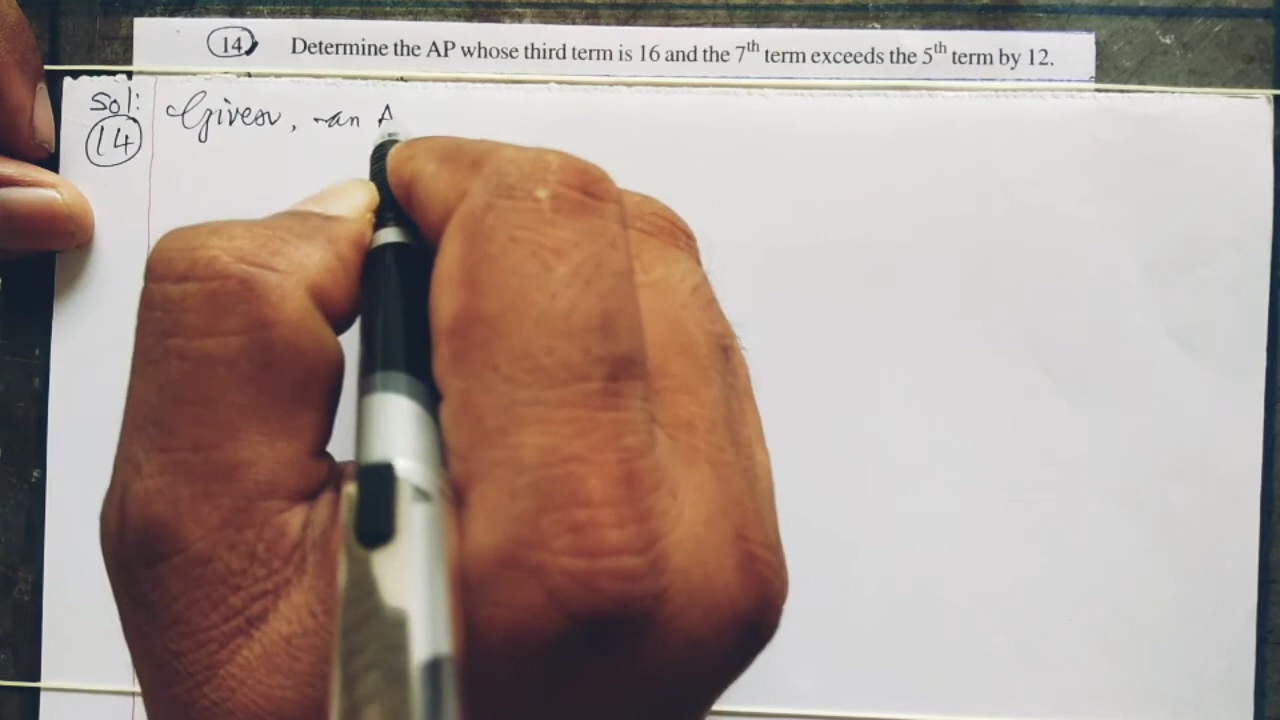 14) Determine the AP whose third term is 16 and the 7th term exceeds the 5th term by 12.
Sol: Given, an A
14